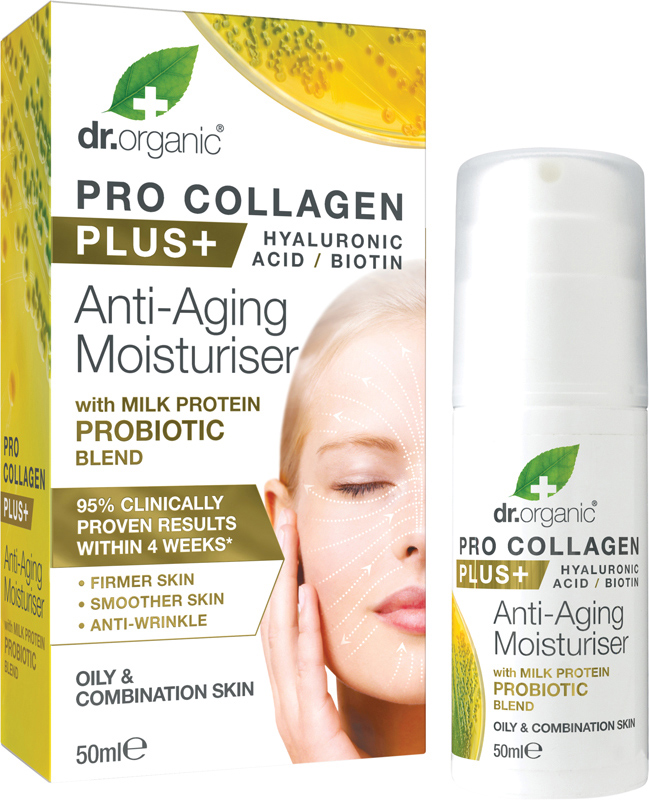 dr.organic®
PRO COLLAGEN
PLUS+
HYALURONIC
ACID / BIOTIN
Anti-Aging
Moisturiser
with MILK PROTEIN
PROBIOTIC
BLEND
95% CLINICALLY
PROVEN RESULTS
WITHIN 4 WEEKS*
• FIRMER SKIN
• SMOOTHER SKIN
• ANTI-WRINKLE
OILY &
COMBINATION SKIN
50ml℮
PRO
COLLAGEN
PLUS+
Anti-Aging
Moisturiser
with MILK PROTEIN
PROBIOTIC
BLEND
dr.organic®
PRO COLLAGEN
PLUS+
HYALURONIC
ACID / BIOTIN
Anti-Aging
Moisturiser
with MILK PROTEIN
PROBIOTIC
BLEND
OILY & COMBINATION SKIN
50ml℮